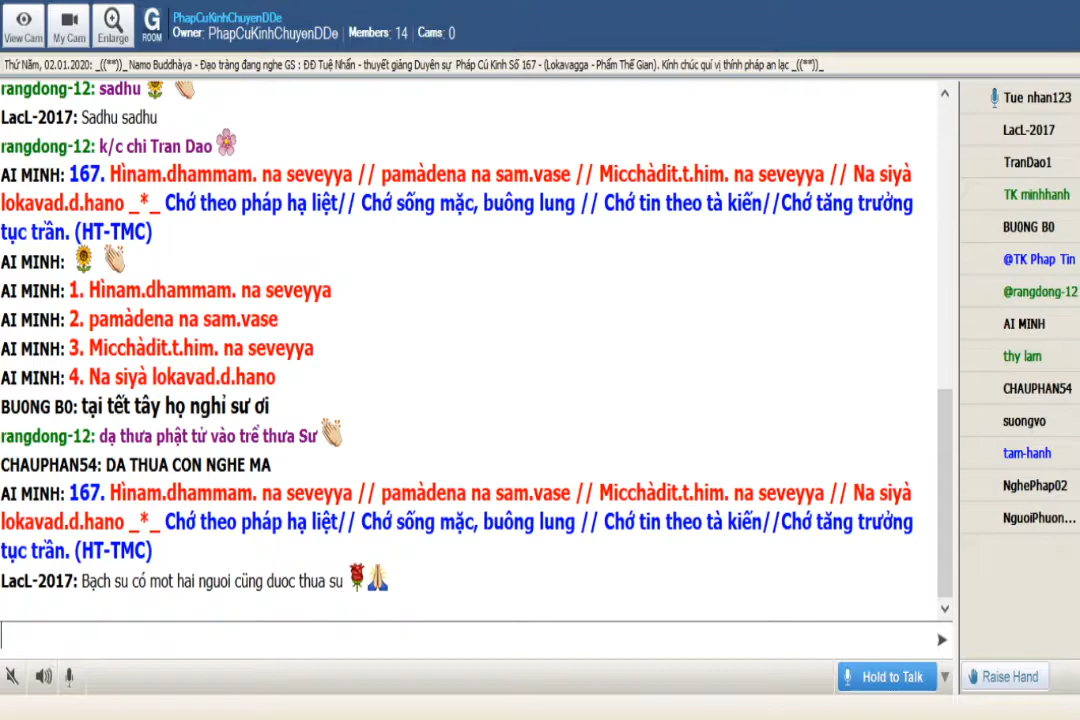 View Cam
My Cam
Enlarge
G
ROOM
PhapCuKinhChuyenDDe
Owner: PhapCuKinhChuyenDDe Members: 14 Cams: 0
Thứ Năm, 02.01.2020: _((**))_ Namo Buddhàya - Đạo tràng đang nghe GS : ĐĐ Tuệ Nhấn - thuyết giảng Duyên sự Pháp Cú Kinh Số 167 - (Lokavagga - Phẩm Thế Gian). Kính chúc quí vị thính pháp an lạc _((**))_
rangdong-12: sadhu
LacL-2017: Sadhu sadhu
rangdong-12: k/c chi Tran Dao
AI MINH: 167. Hìnam.dhammam. na seveyya // pamàdena na sam.vase // Micchàdit.t.him. na seveyya // Na siyà
lokavad.d.hano _*_ Chớ theo pháp hạ liệt// Chớ sống mặc, buông lung // Chớ tin theo tà kiến//Chớ tăng trưởng
tục trần. (HT-TMC)
AI MINH:
AI MINH: 1. Hìnam.dhammam. na seveyya
AI MINH: 2. pamàdena na sam.vase
AI MINH: 3. Micchàdit.t.him. na seveyya
AI MINH: 4. Na siyà lokavad.d.hano
BU0NG B0: tại tết tây họ nghỉ sư ơi
rangdong-12: dạ thưa phật tử vào trể thưa Sư
CHAUPHAN54: DA THUA CON NGHE MA
AI MINH: 167. Hìnam.dhammam. na seveyya // pamàdena na sam.vase // Micchàdit.t.him. na seveyya // Na siyà
lokavad.d.hano _*_ Chớ theo pháp hạ liệt// Chớ sống mặc, buông lung // Chớ tin theo tà kiến//Chớ tăng trưởng
tục trần. (HT-TMC)
LacL-2017: Bạch su có mot hai nguoi cüng duoc thua su
Tue nhan123
LacL-2017
TranDao1
TK minhhanh
BU0NG B0
@TK Phap Tin
@rangdong-12
AI MINH
thy lam
CHAUPHAN54
suongvo
tam-hanh
NghePhap02
NguoiPhuon...
Hold to Talk
Raise Hand